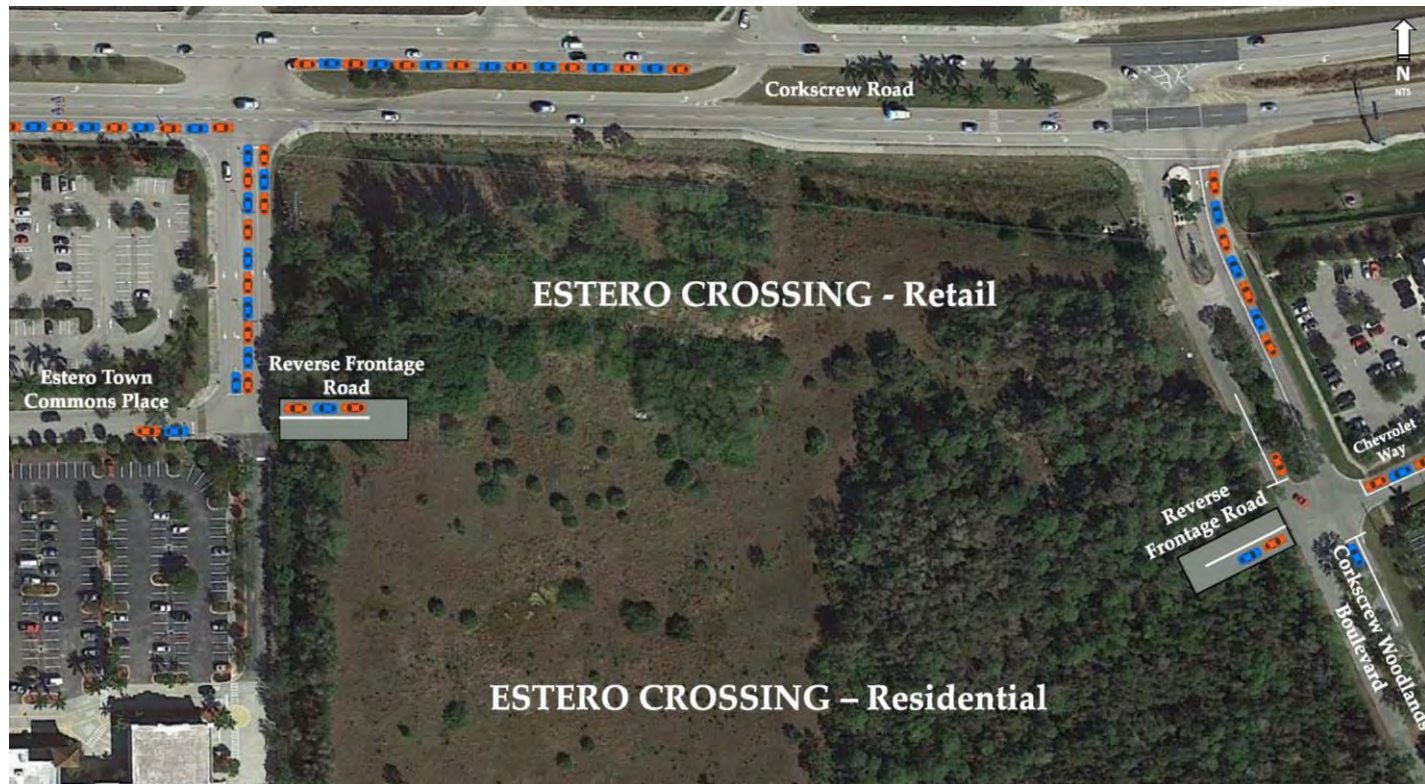 N
NTS
Corkscrew Road
ESTERO CROSSING - Retail
Estero Town
Commons Place
Reverse Frontage
Road
Chevrolet
Way
Reverse
Frontage Road
Corkscrew Woodlands
Boulevard
ESTERO CROSSING – Residential